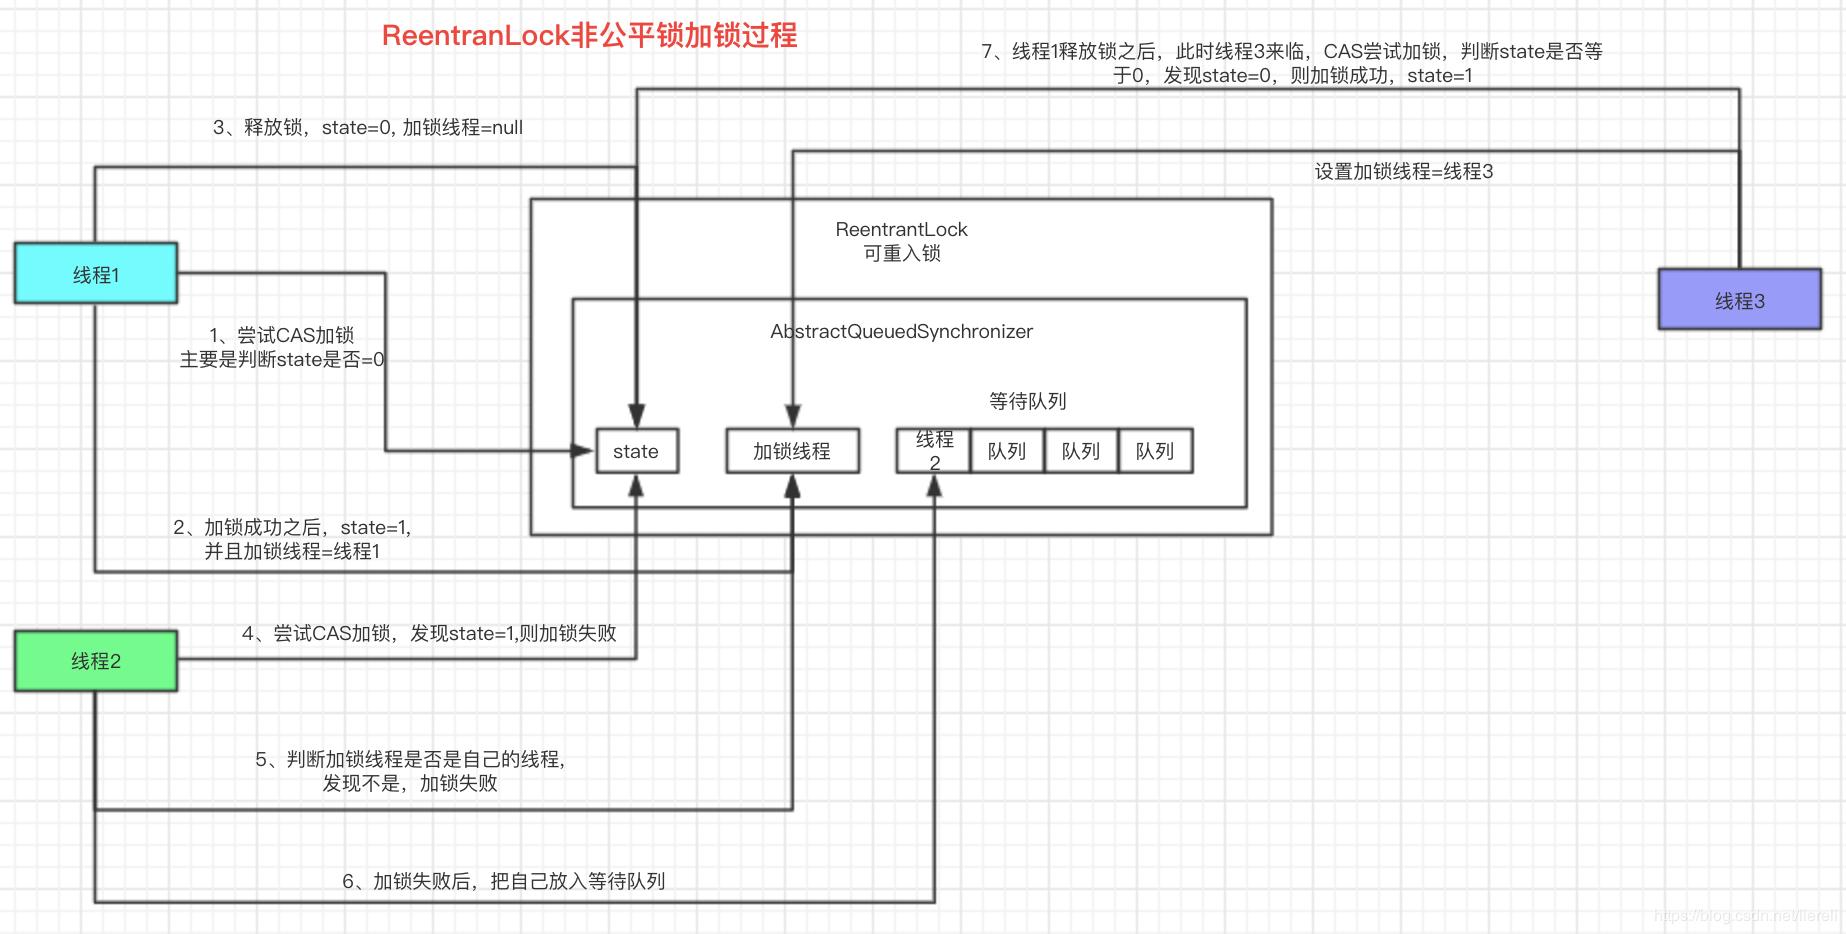 ReentranLock非公平锁加锁过程
7、线程1释放锁之后，此时线程3来临，CAS尝试加锁，判断state是否等
于0，发现state=0，则加锁成功，state=1
3、释放锁，state=0, 加锁线程=null
设置加锁线程=线程3
ReentrantLock
可重入锁
线程1
线程3
1、尝试CAS加锁
主要是判断state是否=0
AbstractQueuedSynchronizer
等待队列
state
加锁线程
线程
2
队列
队列
队列
2、加锁成功之后，state=1,
并且加锁线程=线程1
4、尝试CAS加锁，发现state=1,则加锁失败
线程2
5、判断加锁线程是否是自己的线程,
发现不是，加锁失败
6、加锁失败后，把自己放入等待队列